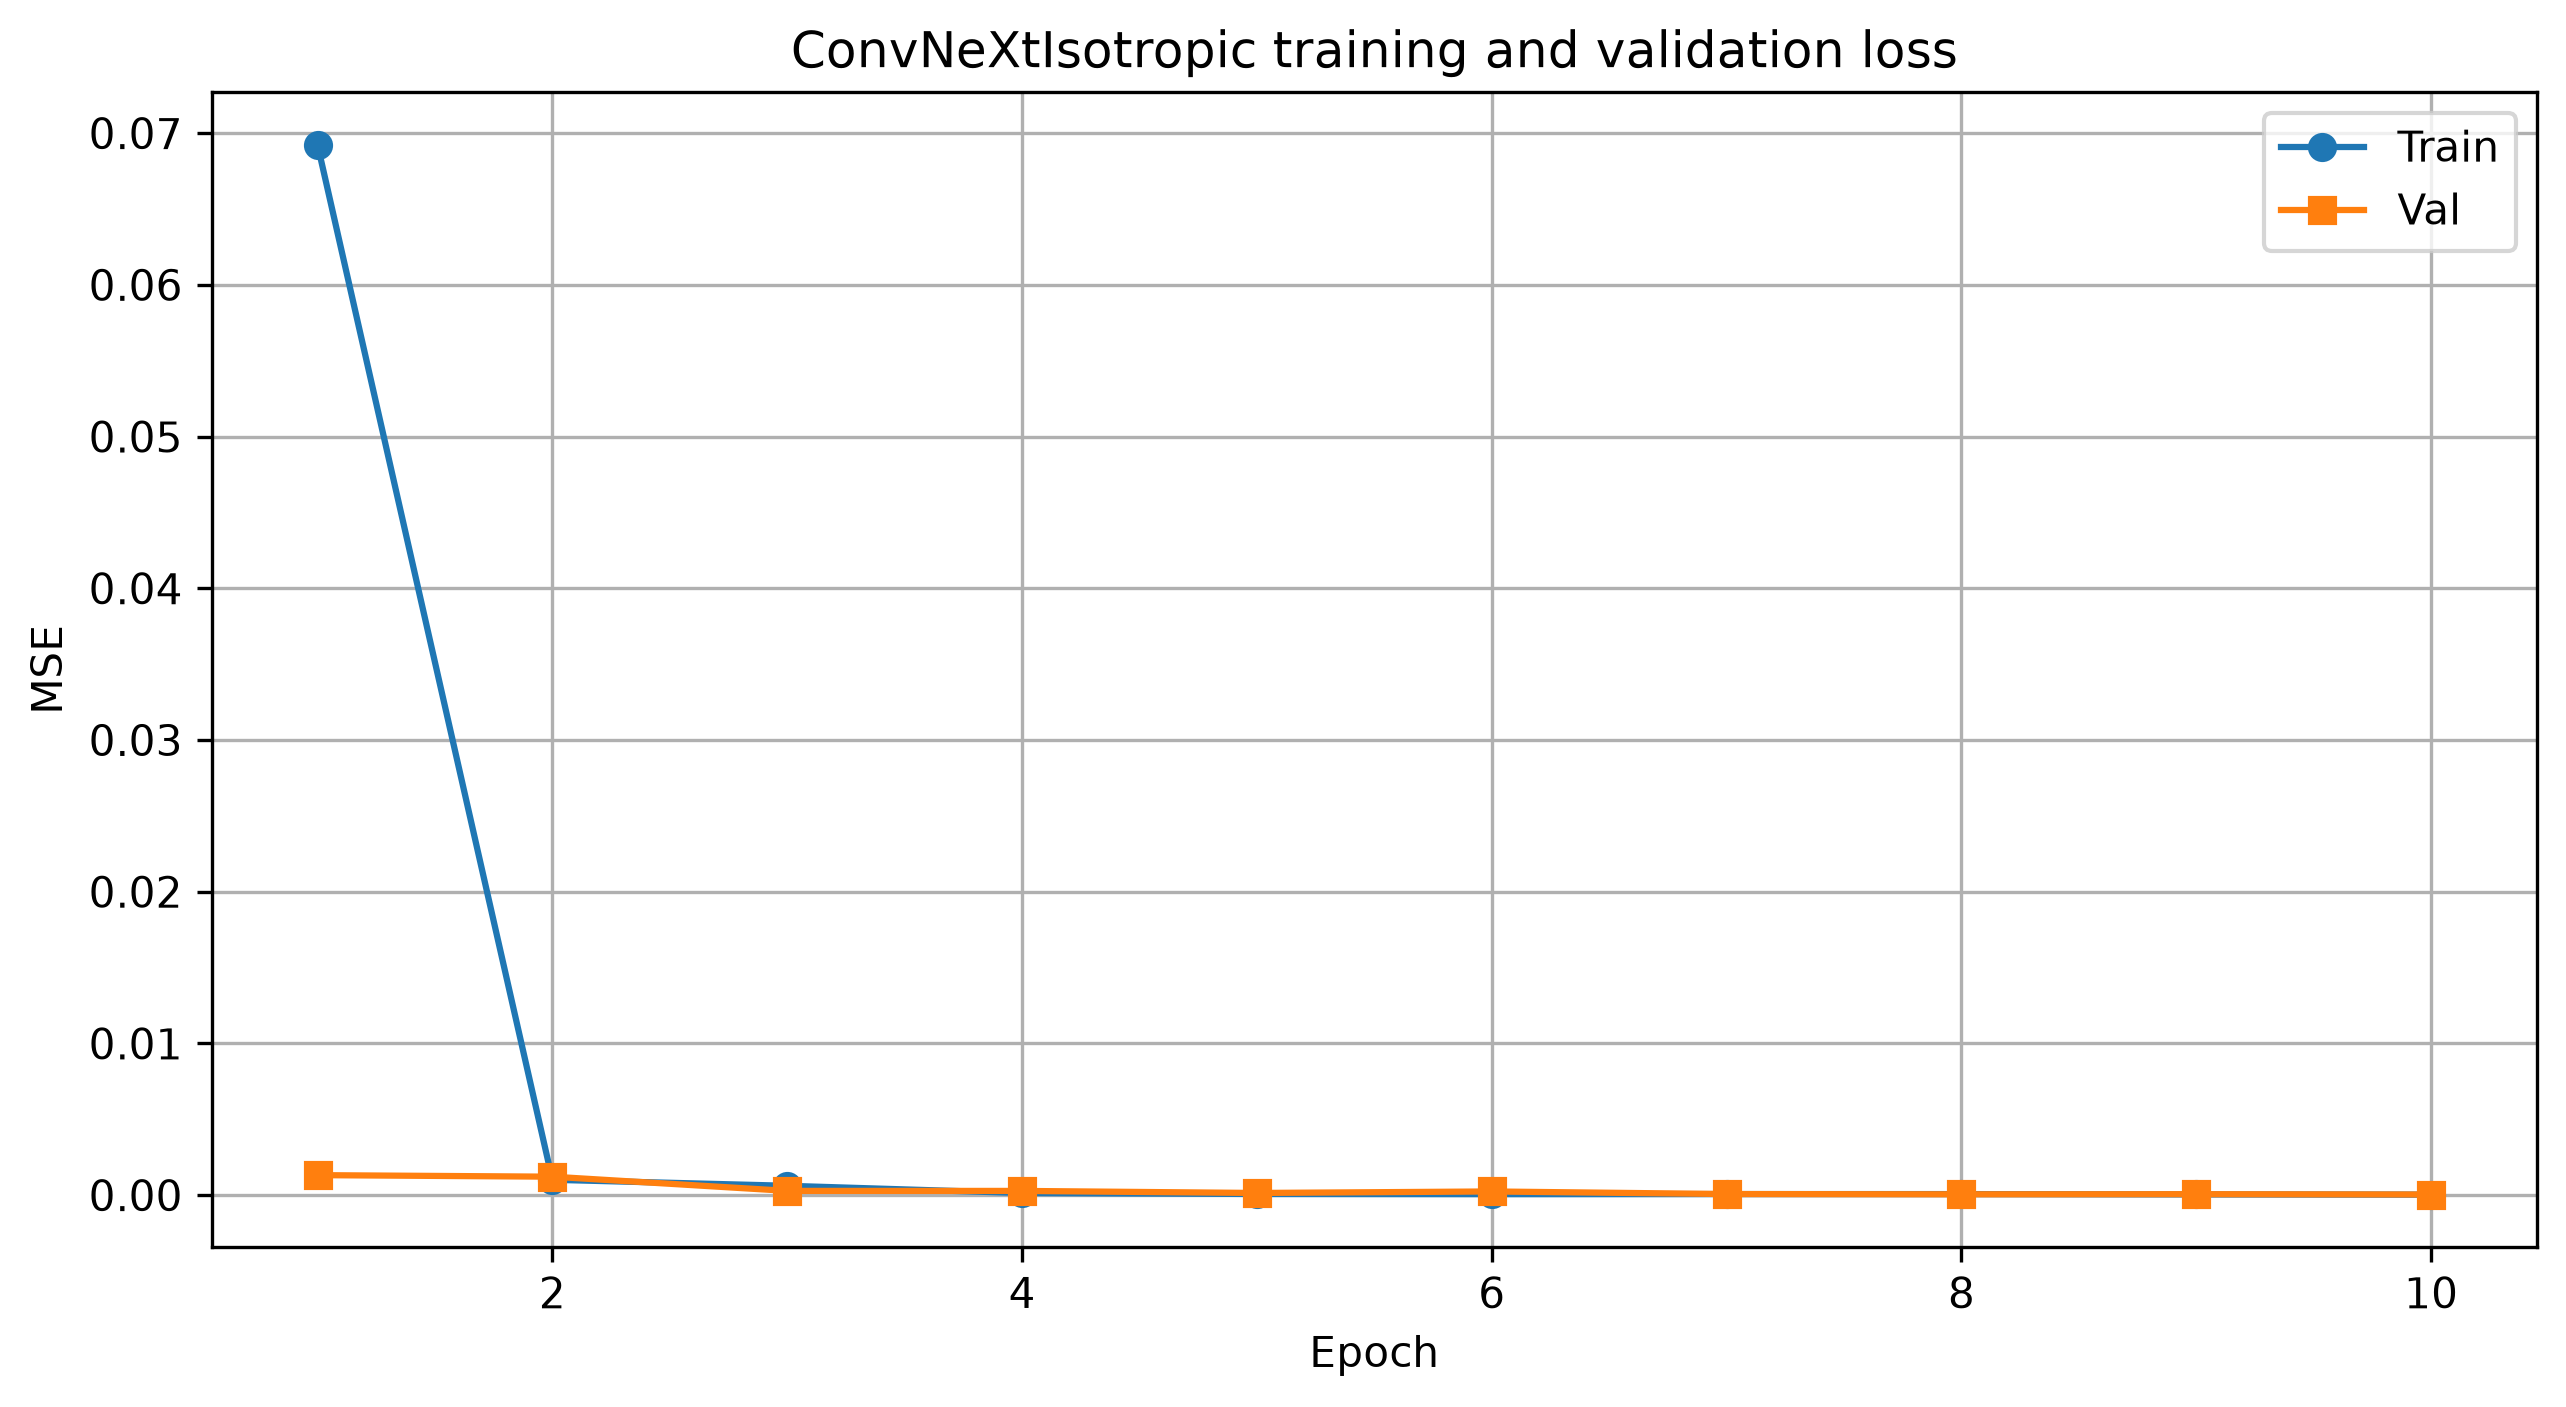 ConvNeXtIsotropic training and validation loss
Train
Val
0.07
0.06
0.05
0.04
0.03
0.02
0.01
0.00
MSE
2 4 6 8 10
Epoch